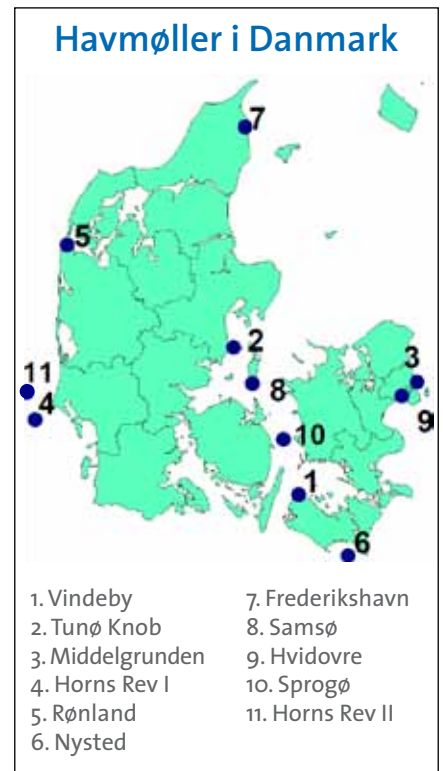 Havmøller i Danmark
7
5
2
3
11
8
4
9
10
1
6
1. Vindeby
2. Tunø Knob
3. Middelgrunden
4. Horns Rev I
5. Rønland
6. Nysted
7. Frederikshavn
8. Samsø
9. Hvidovre
10. Sprogø
11. Horns Rev II